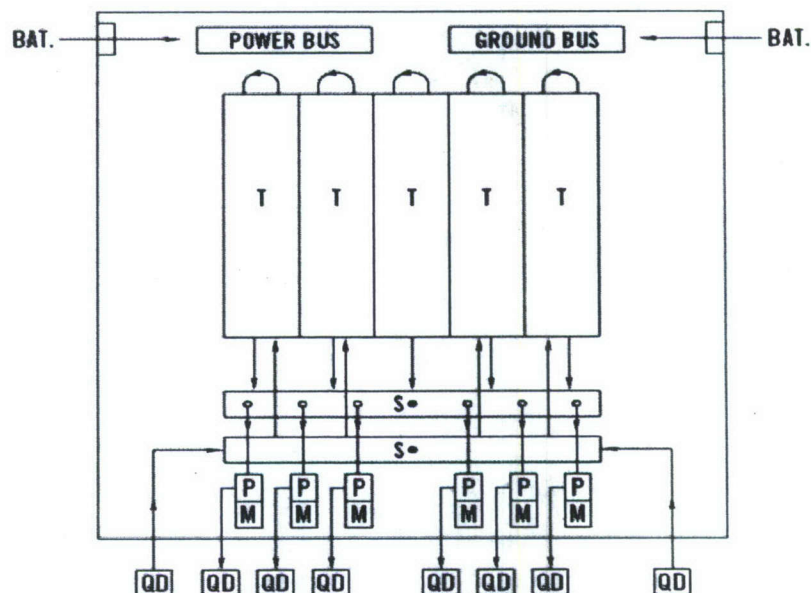 BAT. POWER BUS GROUND BUS BAT.
T T T T T
S
S
P P P P P P
M M M M M M
QD QD QD QD QD QD QD QD